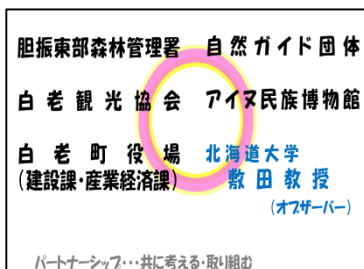 胆振東部森林管理署 自然ガイド団体
白老観光協会 アイヌ民族博物館
白老町役場 北海道大学
(建設課・産業経済課) 敷田教授
(オブザーバー)
パートナーシップ…共に考える・取り組む